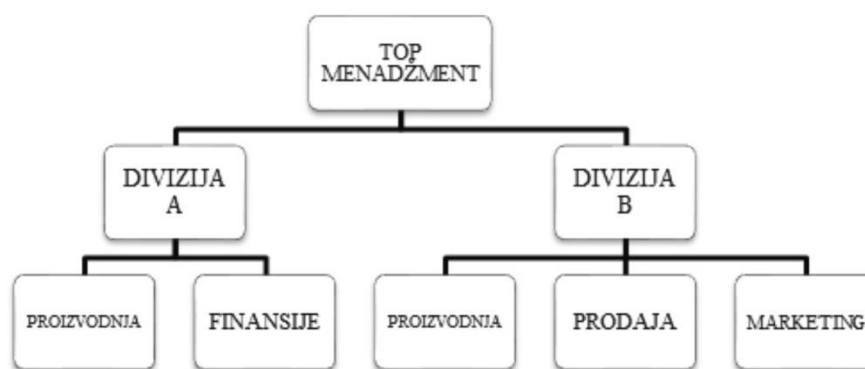 TOP
MENADŽMENT
DIVIZIJA
A
DIVIZIJA
B
PROIZVODNJA
FINANSIJE
PROIZVODNJA
PRODAJA
MARKETING